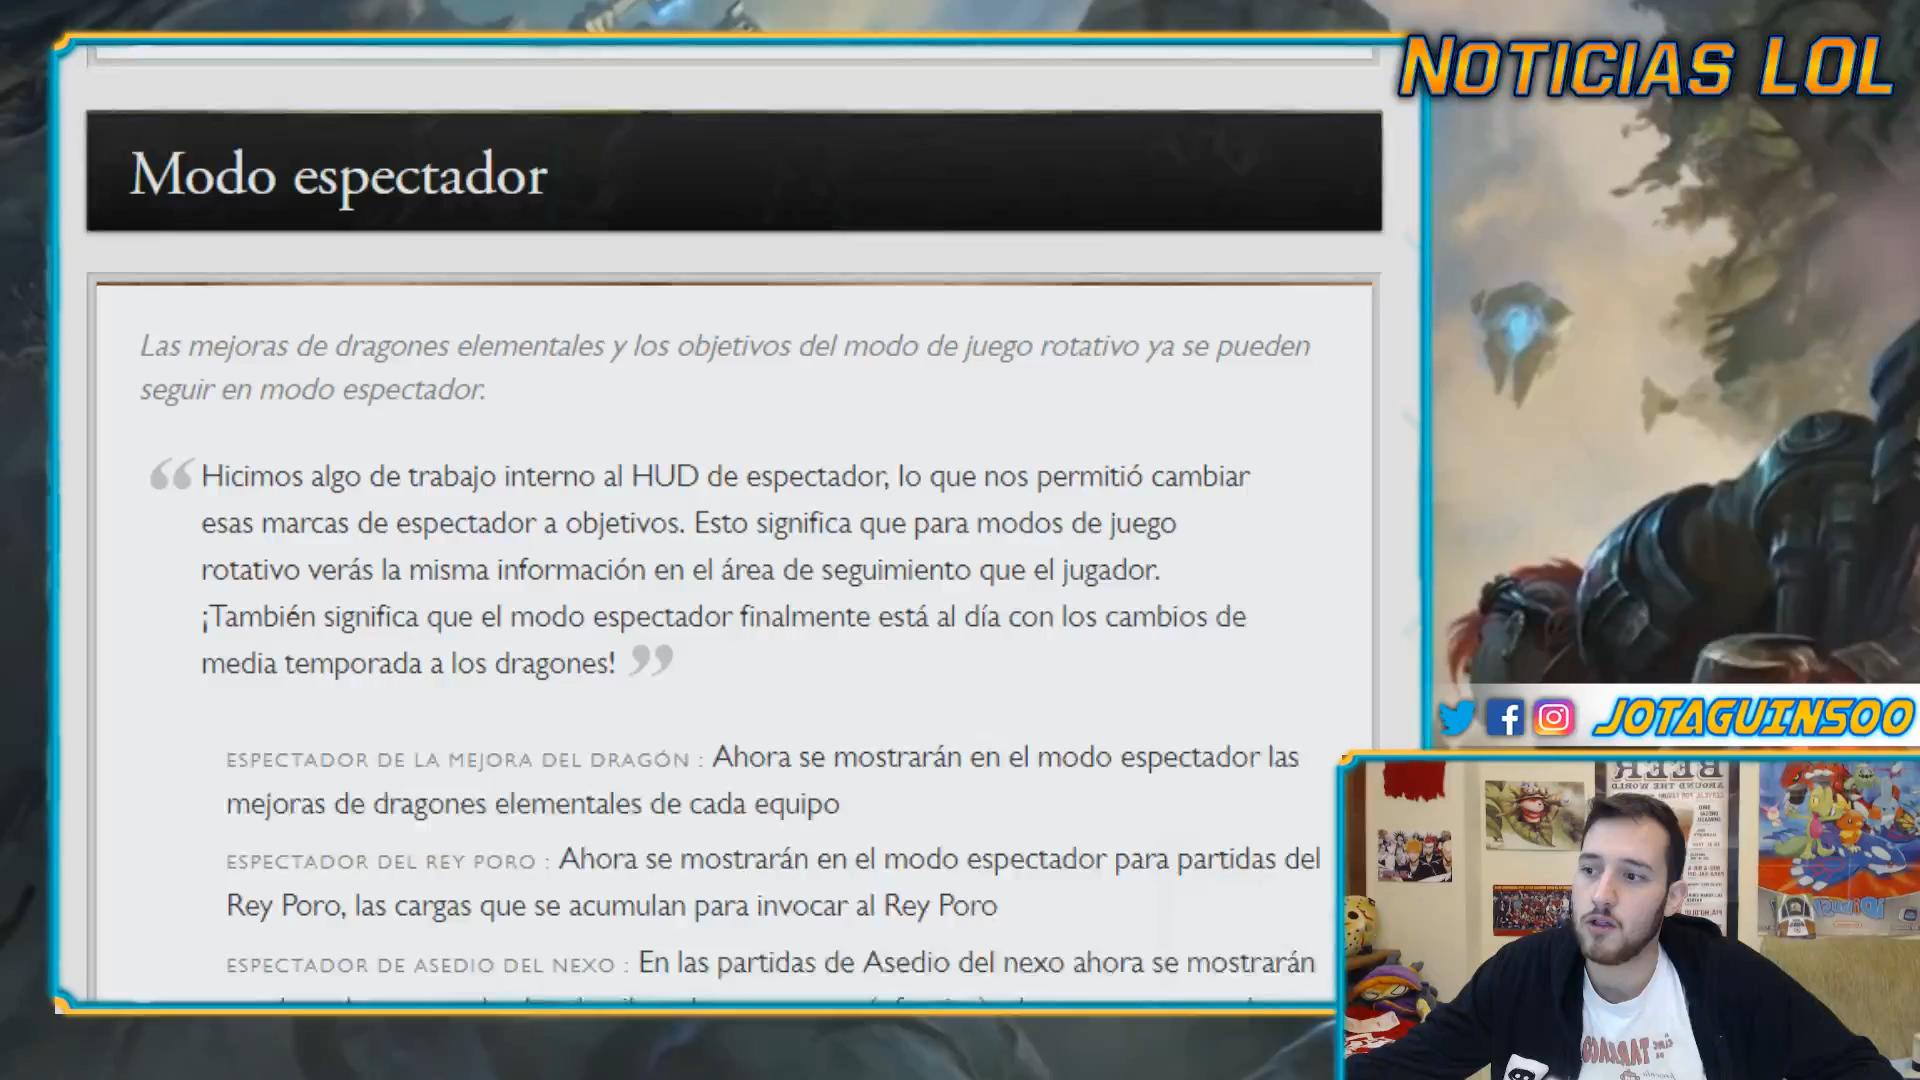 NOTICIAS LOL
Modo espectador
Las mejoras de dragones elementales y los objetivos del modo de juego rotativo ya se pueden
seguir en modo espectador.
“ Hicimos algo de trabajo interno al HUD de espectador, lo que nos permitió cambiar
esas marcas de espectador a objetivos. Esto significa que para modos de juego
rotativo verás la misma información en el área de seguimiento que el jugador.
¡También significa que el modo espectador finalmente está al día con los cambios de
media temporada a los dragones! ”
ESPECTADOR DE LA MEJORA DEL DRAGÓN : Ahora se mostrarán en el modo espectador las
mejoras de dragones elementales de cada equipo
ESPECTADOR DEL REY PORO : Ahora se mostrarán en el modo espectador para partidas del
Rey Poro, las cargas que se acumulan para invocar al Rey Poro
ESPECTADOR DE ASEDIO DEL NEXO : En las partidas de Asedio del nexo ahora se mostrarán
JOTAGUINSOO
BEER
AROUND THE WORLD